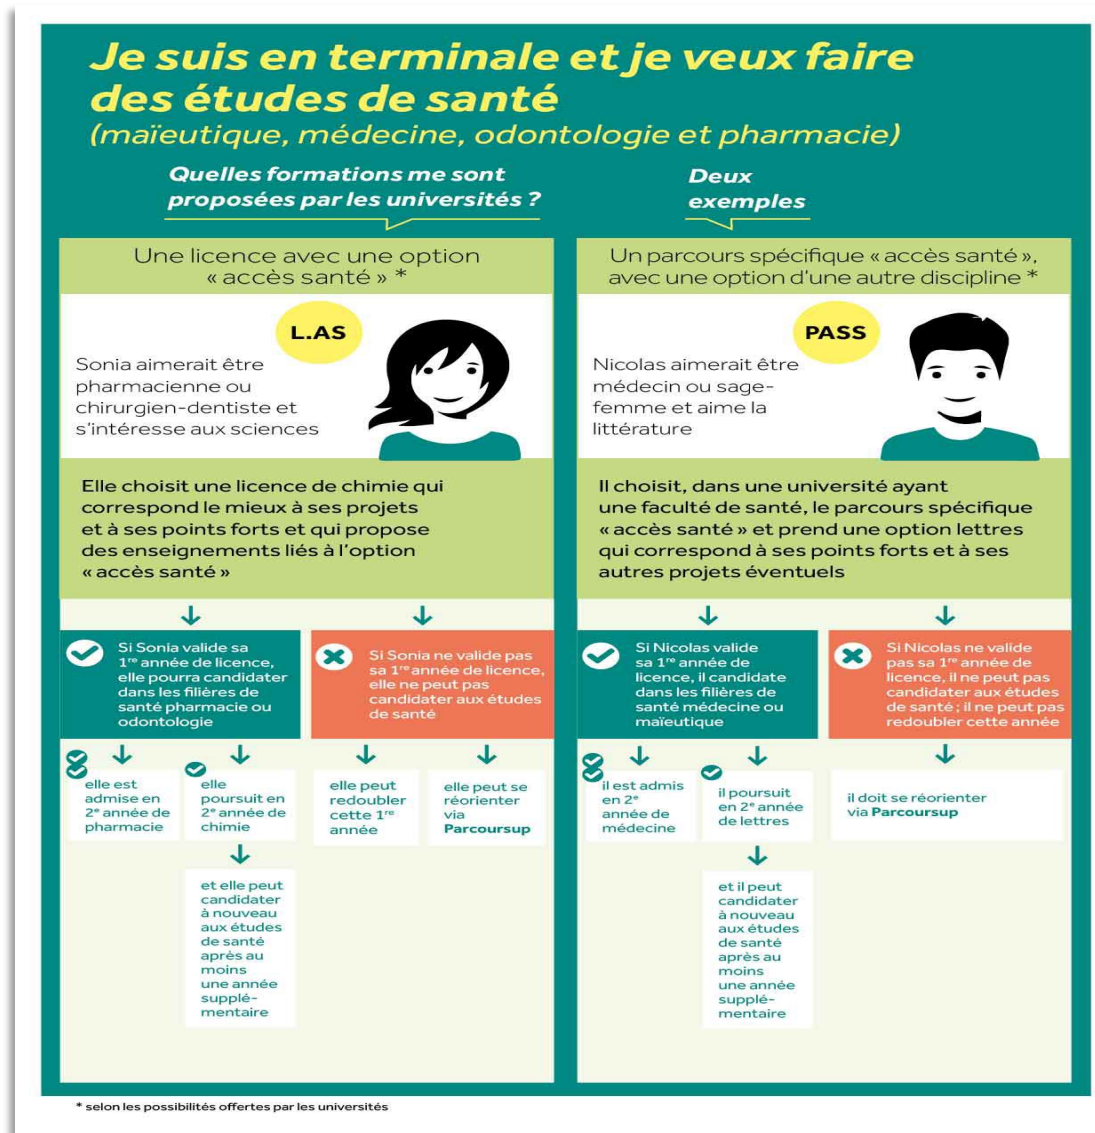 Je suis en terminale et je veux faire
des études de santé
(maïeutique, médecine, odontologie et pharmacie)
Quelles formations me sont
proposées par les universités ?
Deux
exemples
Une licence avec une option
« accès santé » *
L.AS
Sonia aimerait être
pharmacienne ou
chirurgien-dentiste et
s'intéresse aux sciences
Elle choisit une licence de chimie qui
correspond le mieux à ses projets
et à ses points forts et qui propose
des enseignements liés à l'option
« accès santé »
Si Sonia valide sa
1re année de licence,
elle pourra candidater
dans les filières de
santé pharmacie ou
odontologie
Si Sonia ne valide pas
sa 1re année de licence,
elle ne peut pas
candidater aux études
de santé
elle est
admise en
2e année de
pharmacie
elle
poursuit en
2e année de
chimie
elle peut
redoubler
cette 1re
année
elle peut se
réorienter
via
Parcoursup
et elle peut
candidater
à nouveau
aux études
de santé
après au
moins
une année
supplé-
mentaire
Un parcours spécifique « accès santé »,
avec une option d'une autre discipline *
PASS
Nicolas aimerait être
médecin ou sage-
femme et aime la
littérature
Il choisit, dans une université ayant
une faculté de santé, le parcours spécifique
« accès santé » et prend une option lettres
qui correspond à ses points forts et à ses
autres projets éventuels
Si Nicolas valide
sa 1re année de
licence, il candidate
dans les filières de
santé médecine ou
maïeutique
Si Nicolas ne valide
pas sa 1re année de
licence, il ne peut pas
candidater aux études
de santé ; il ne peut pas
redoubler cette année
il est admis
en 2e
année de
médecine
il poursuit
en 2e année
de lettres
il doit se réorienter
via Parcoursup
et il peut
candidater
à nouveau
aux études
de santé
après au
moins
une année
supplé-
mentaire
* selon les possibilités offertes par les universités